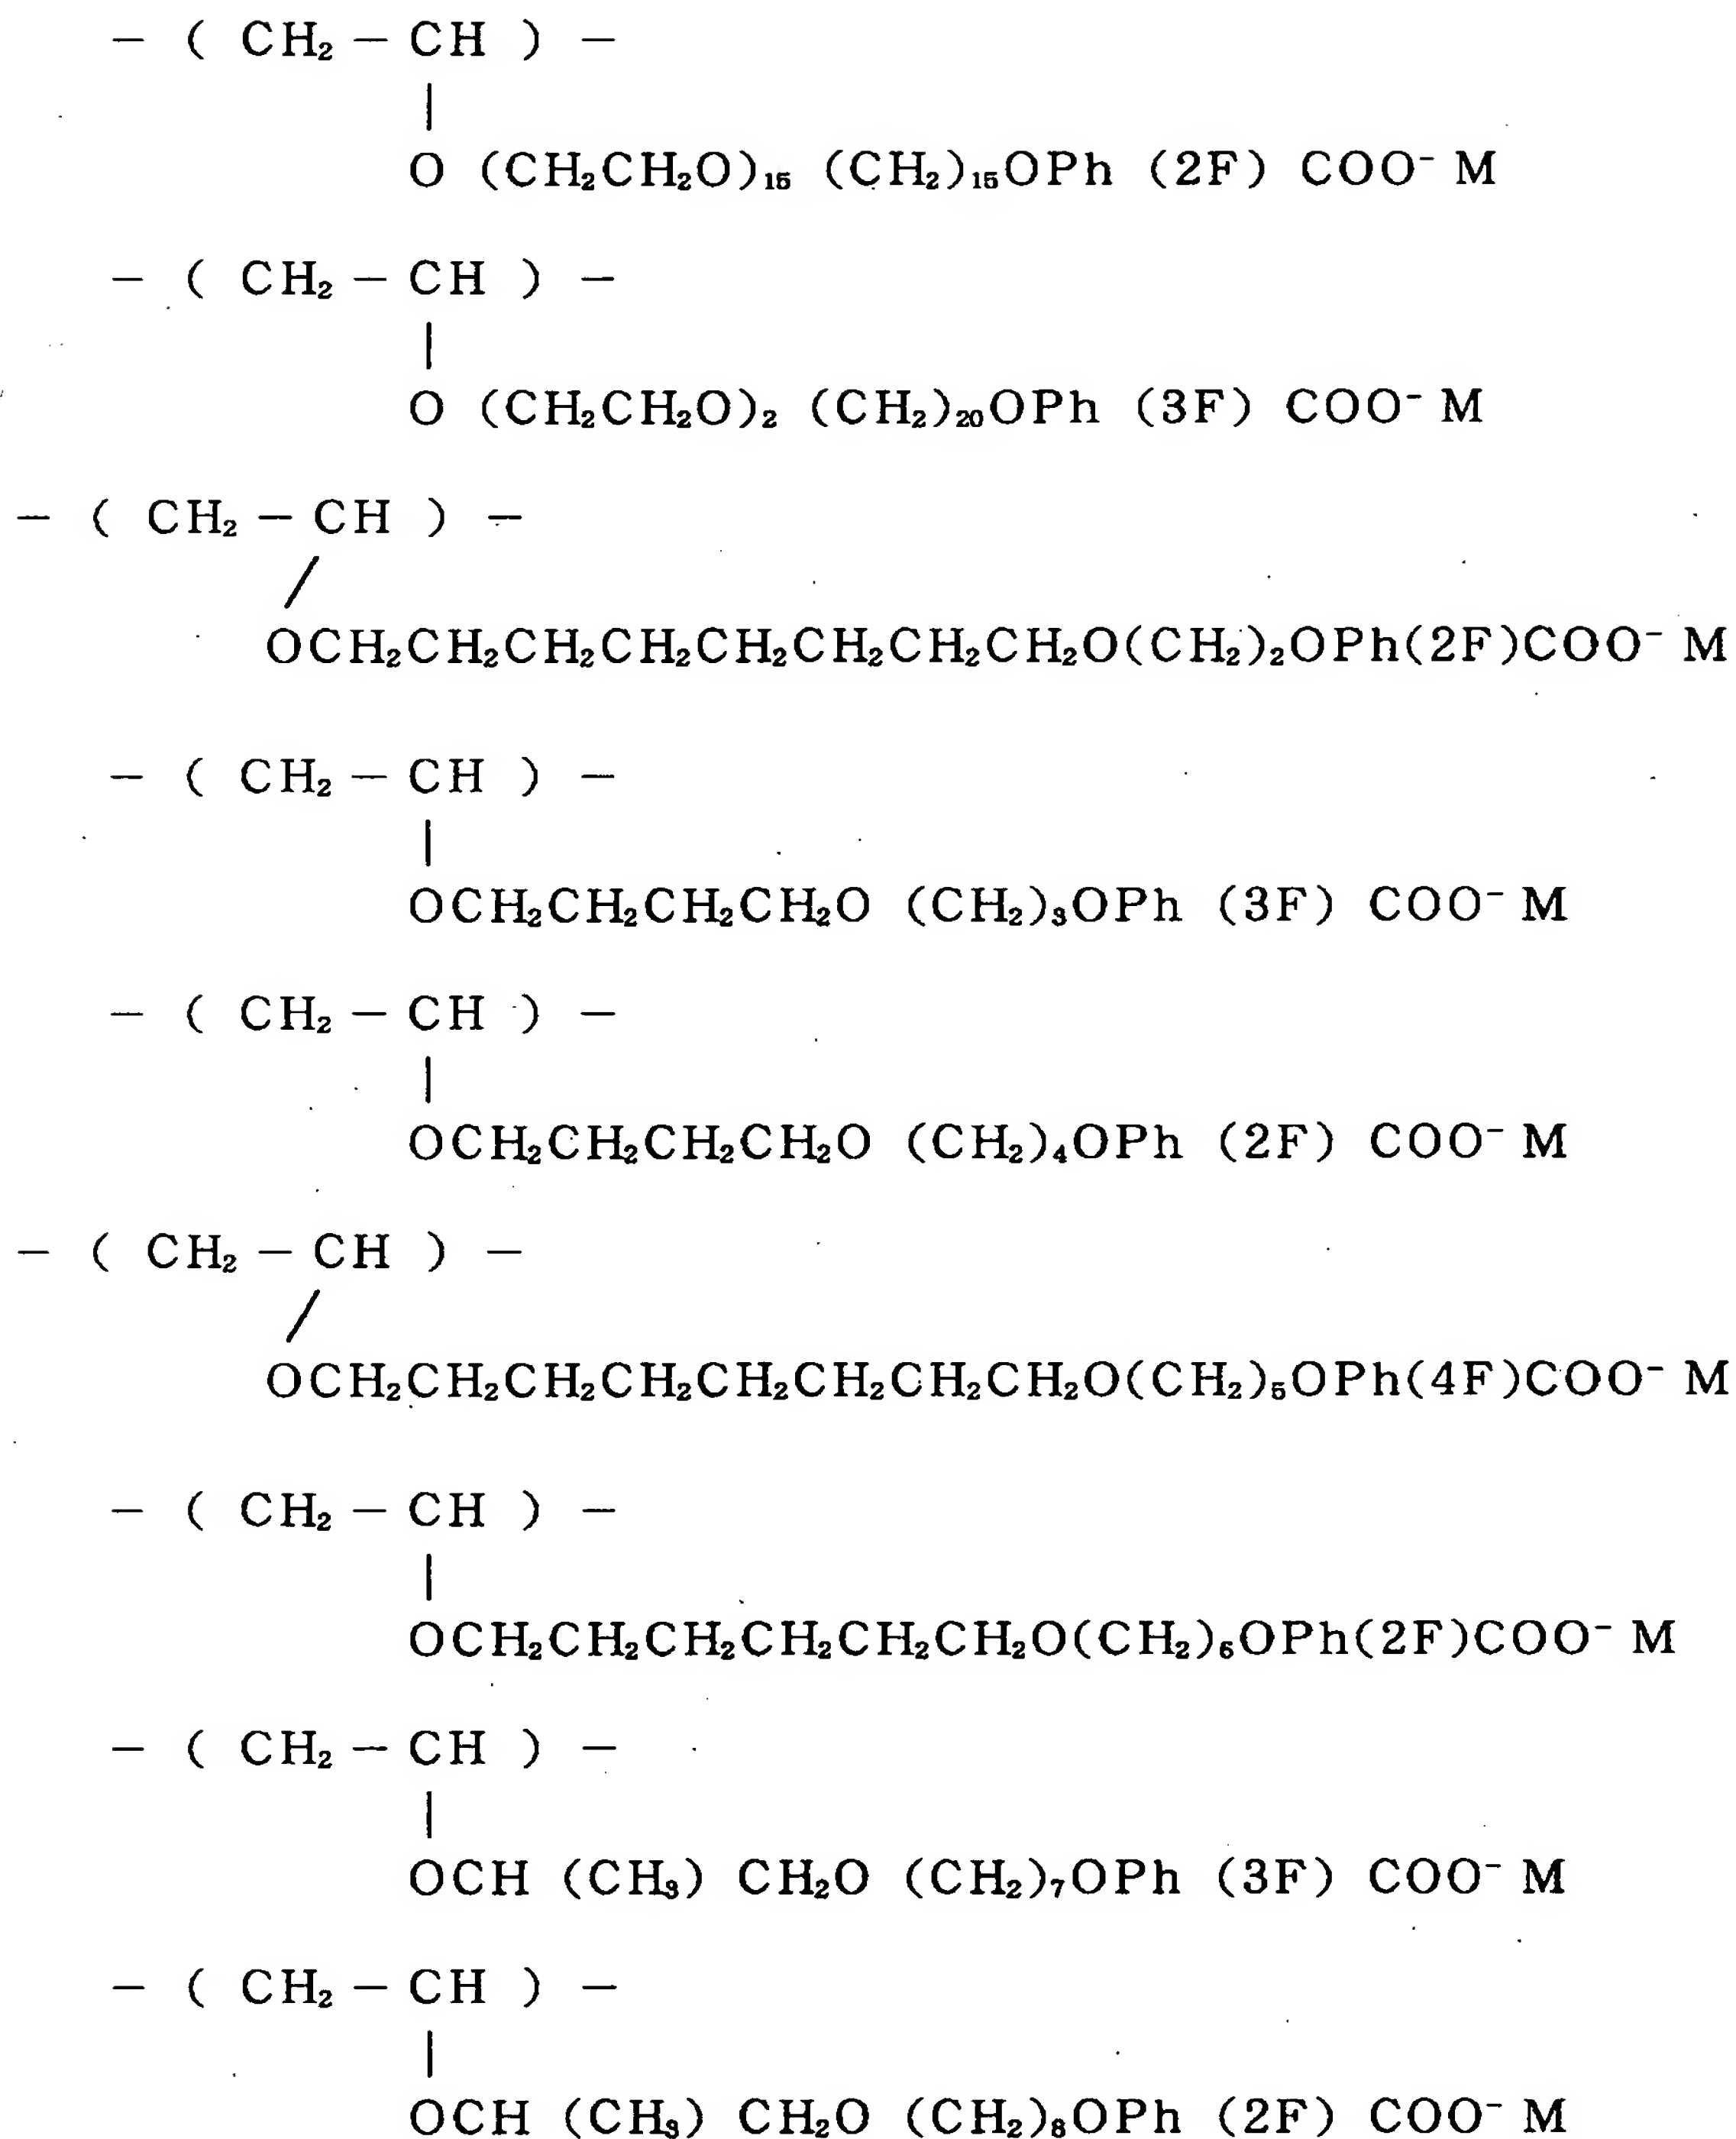 − ( CH₂ − CH ) −
|
O (CH₂CH₂O)₁₅ (CH₂)₁₅OPh (2F) COO⁻ M
− ( CH₂ − CH ) −
|
O (CH₂CH₂O)₂ (CH₂)₂₀OPh (3F) COO⁻ M
− ( CH₂ − CH ) −
/
OCH₂CH₂CH₂CH₂CH₂CH₂CH₂CH₂O(CH₂)₂OPh(2F)COO⁻ M
− ( CH₂ − CH ) −
|
OCH₂CH₂CH₂CH₂O (CH₂)₃OPh (3F) COO⁻ M
− ( CH₂ − CH ) −
|
OCH₂CH₂CH₂CH₂O (CH₂)₄OPh (2F) COO⁻ M
− ( CH₂ − CH ) −
/
OCH₂CH₂CH₂CH₂CH₂CH₂CH₂CH₂O(CH₂)₅OPh(4F)COO⁻ M
− ( CH₂ − CH ) −
|
OCH₂CH₂CH₂CH₂CH₂CH₂O(CH₂)₆OPh(2F)COO⁻ M
− ( CH₂ − CH ) −
|
OCH (CH₃) CH₂O (CH₂)₇OPh (3F) COO⁻ M
− ( CH₂ − CH ) −
|
OCH (CH₃) CH₂O (CH₂)₈OPh (2F) COO⁻ M